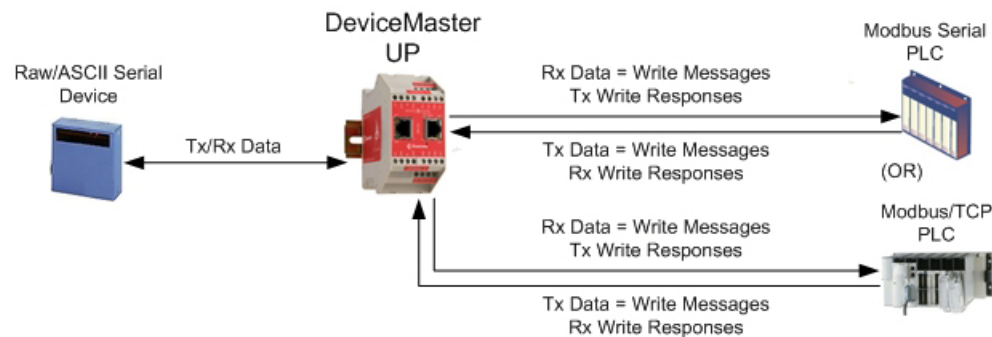 DeviceMaster
UP
Raw/ASCII Serial
Device
Tx/Rx Data
Rx Data = Write Messages
Tx Write Responses
Tx Data = Write Messages
Rx Write Responses
Modbus Serial
PLC
(OR)
Modbus/TCP
PLC
Rx Data = Write Messages
Tx Write Responses
Tx Data = Write Messages
Rx Write Responses